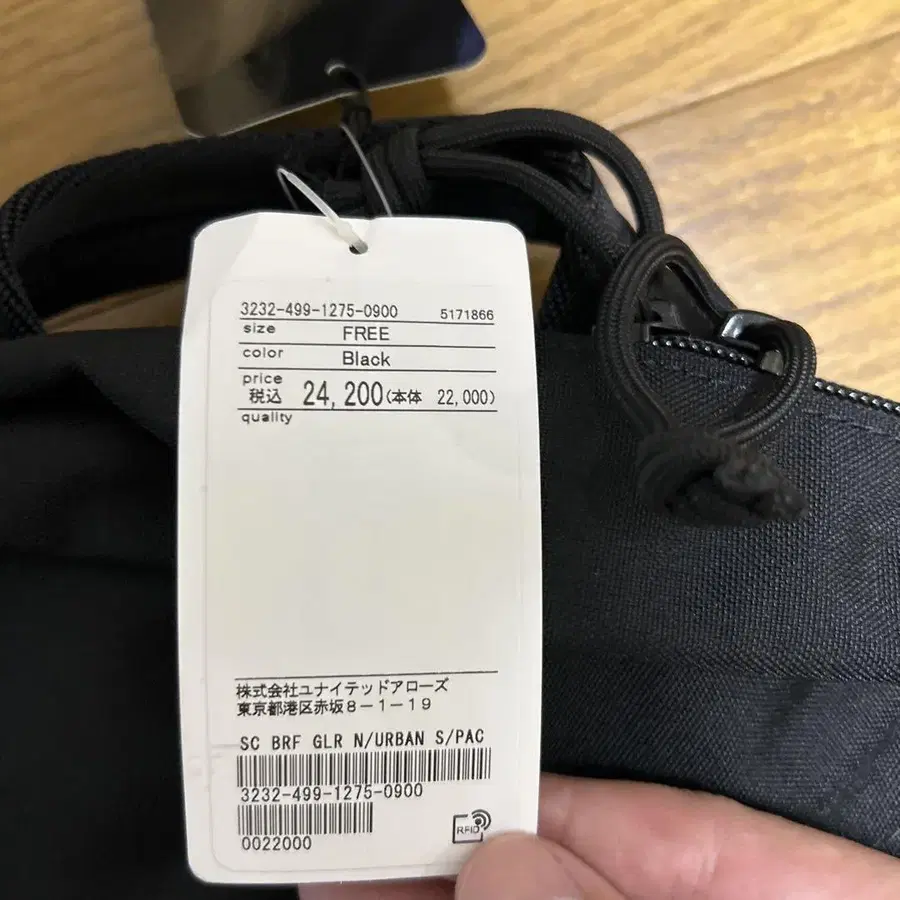 3232-499-1275-0900 5171866
size FREE
color Black
price
税込 24,200(本体 22,000)
quality
株式会社ユナイテッドアローズ
東京都港区赤坂8-1-19
SC BRF GLR N/URBAN S/PAC
3232-499-1275-0900
0022000
RFID